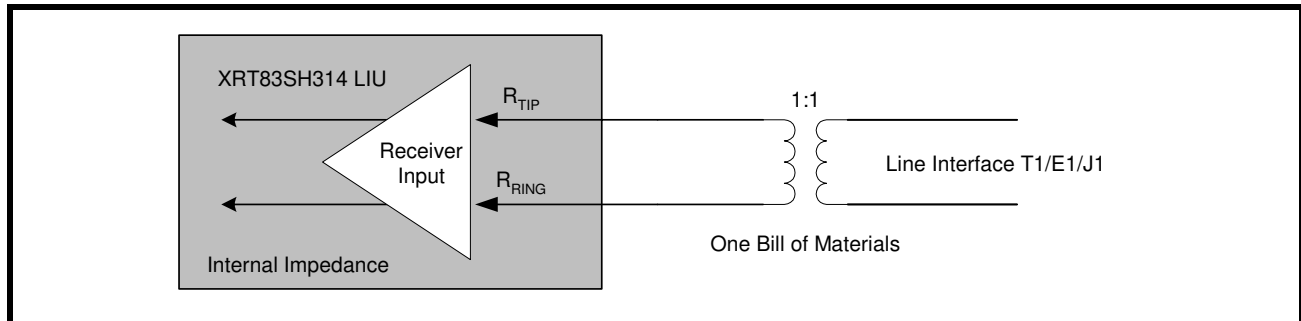 XRT83SH314 LIU
R_TIP
1:1
Receiver
Input
Line Interface T1/E1/J1
R_RING
One Bill of Materials
Internal Impedance